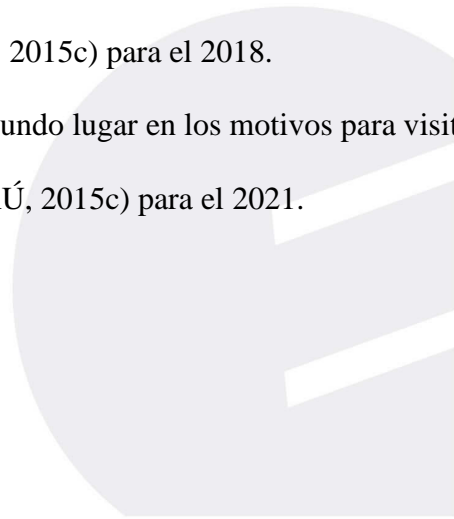 2015c) para el 2018.
undo lugar en los motivos para visit
Ú, 2015c) para el 2021.